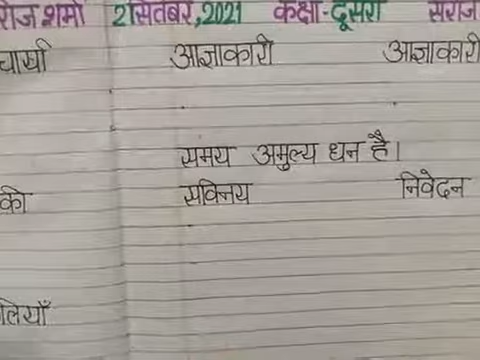 रोज शर्मा 2 सितंबर, 2021 कक्षा-दूसरा सरोज
चार्या आज्ञाकारी आज्ञाकारी
समय अमुल्य धन है।
की सविनय निवेदन
लियाँ